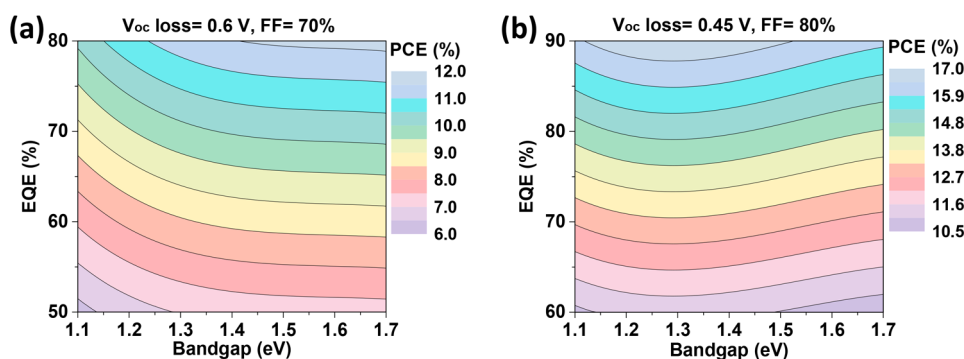 (a)
Voc loss= 0.6 V, FF= 70%
PCE (%)
12.0
11.0
10.0
9.0
8.0
7.0
6.0
EQE (%)
80
70
60
50
1.1 1.2 1.3 1.4 1.5 1.6 1.7
Bandgap (eV)
(b)
Voc loss= 0.45 V, FF= 80%
PCE (%)
17.0
15.9
14.8
13.8
12.7
11.6
10.5
EQE (%)
90
80
70
60
1.1 1.2 1.3 1.4 1.5 1.6 1.7
Bandgap (eV)